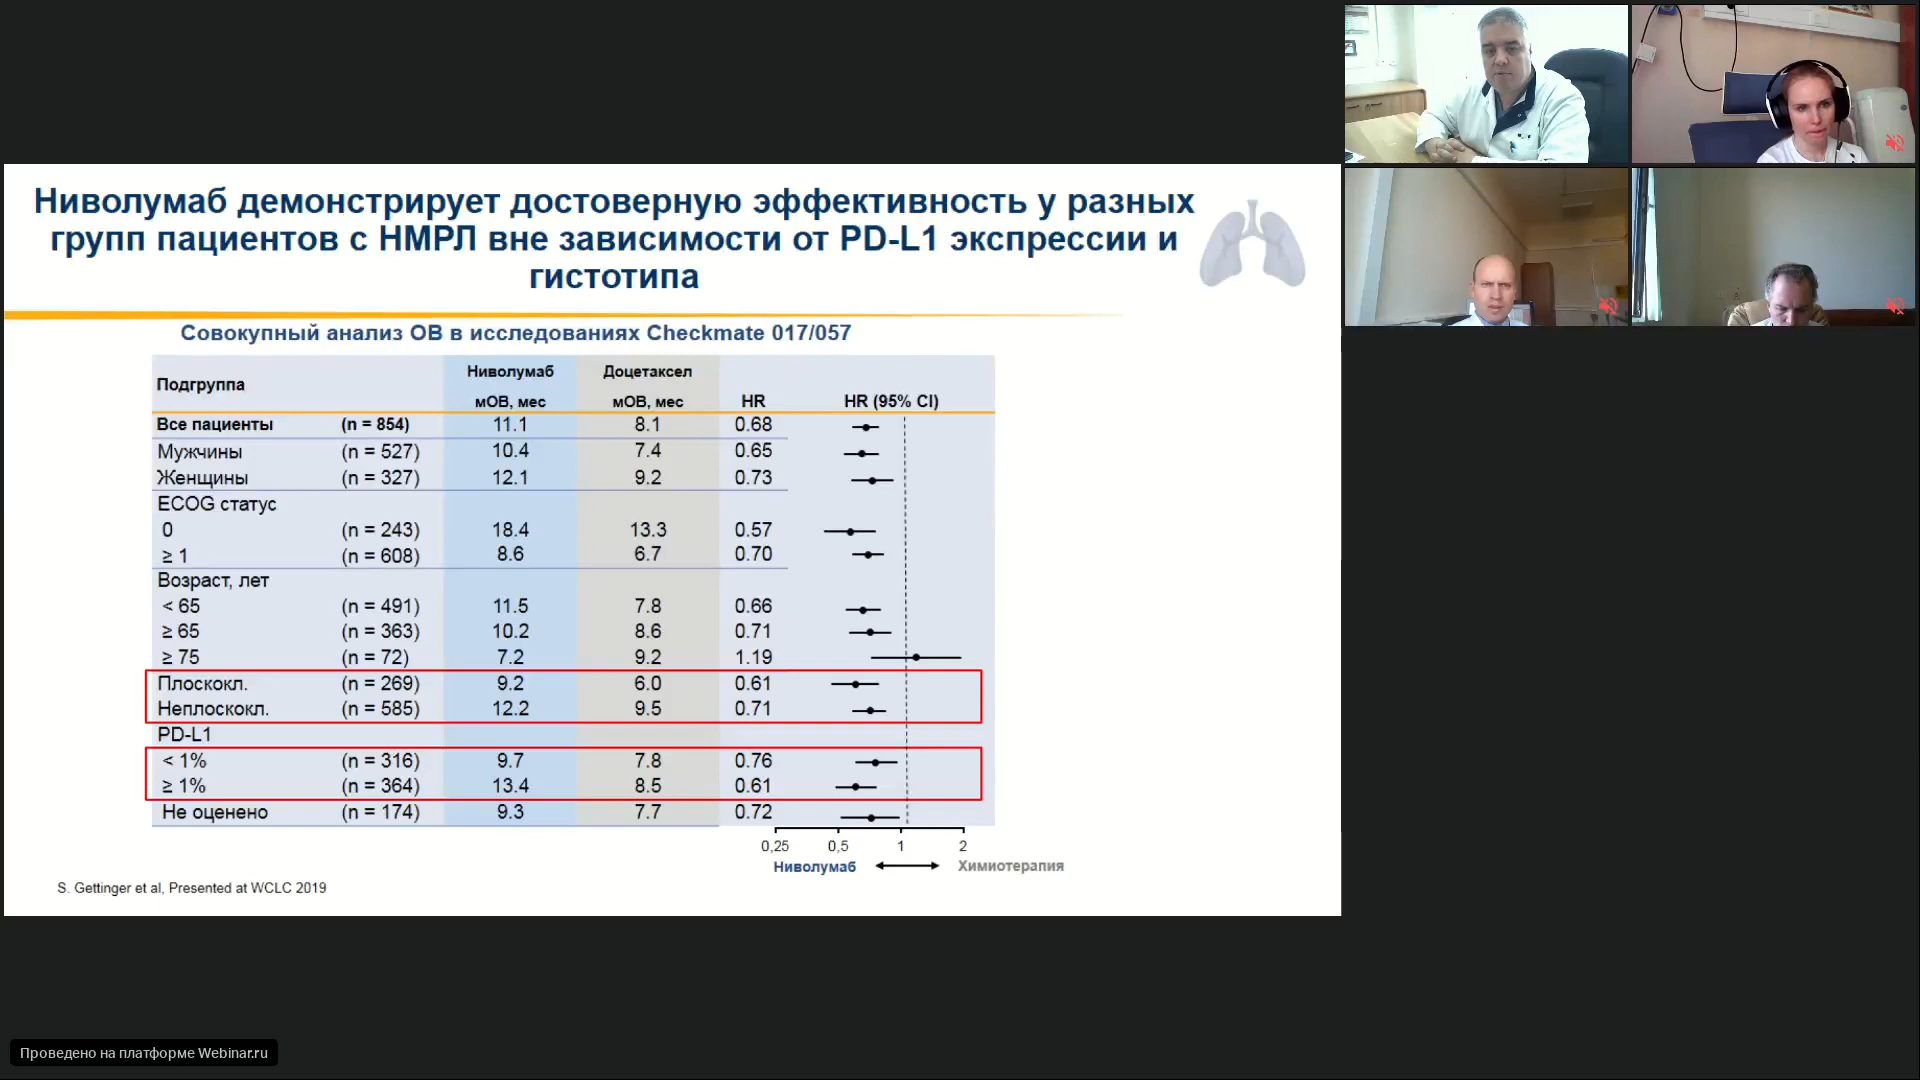 Ниволумаб демонстрирует достоверную эффективность у разных
групп пациентов с НМРЛ вне зависимости от PD-L1 экспрессии и
гистотипа
Совокупный анализ ОВ в исследованиях Checkmate 017/057
Подгруппа Ниволумаб мОВ, мес Доцетаксел мОВ, мес HR HR (95% CI)
Все пациенты (n = 854) 11.1 8.1 0.68
Мужчины (n = 527) 10.4 7.4 0.65
Женщины (n = 327) 12.1 9.2 0.73
ECOG статус
0 (n = 243) 18.4 13.3 0.57
≥ 1 (n = 608) 8.6 6.7 0.70
Возраст, лет
< 65 (n = 491) 11.5 7.8 0.66
≥ 65 (n = 363) 10.2 8.6 0.71
≥ 75 (n = 72) 7.2 9.2 1.19
Плоскокл. (n = 269) 9.2 6.0 0.61
Неплоскокл. (n = 585) 12.2 9.5 0.71
PD-L1
< 1% (n = 316) 9.7 7.8 0.76
≥ 1% (n = 364) 13.4 8.5 0.61
Не оценено (n = 174) 9.3 7.7 0.72
0,25 0,5 1 2
Ниволумаб Химиотерапия
S. Gettinger et al, Presented at WCLC 2019
Проведено на платформе Webinar.ru